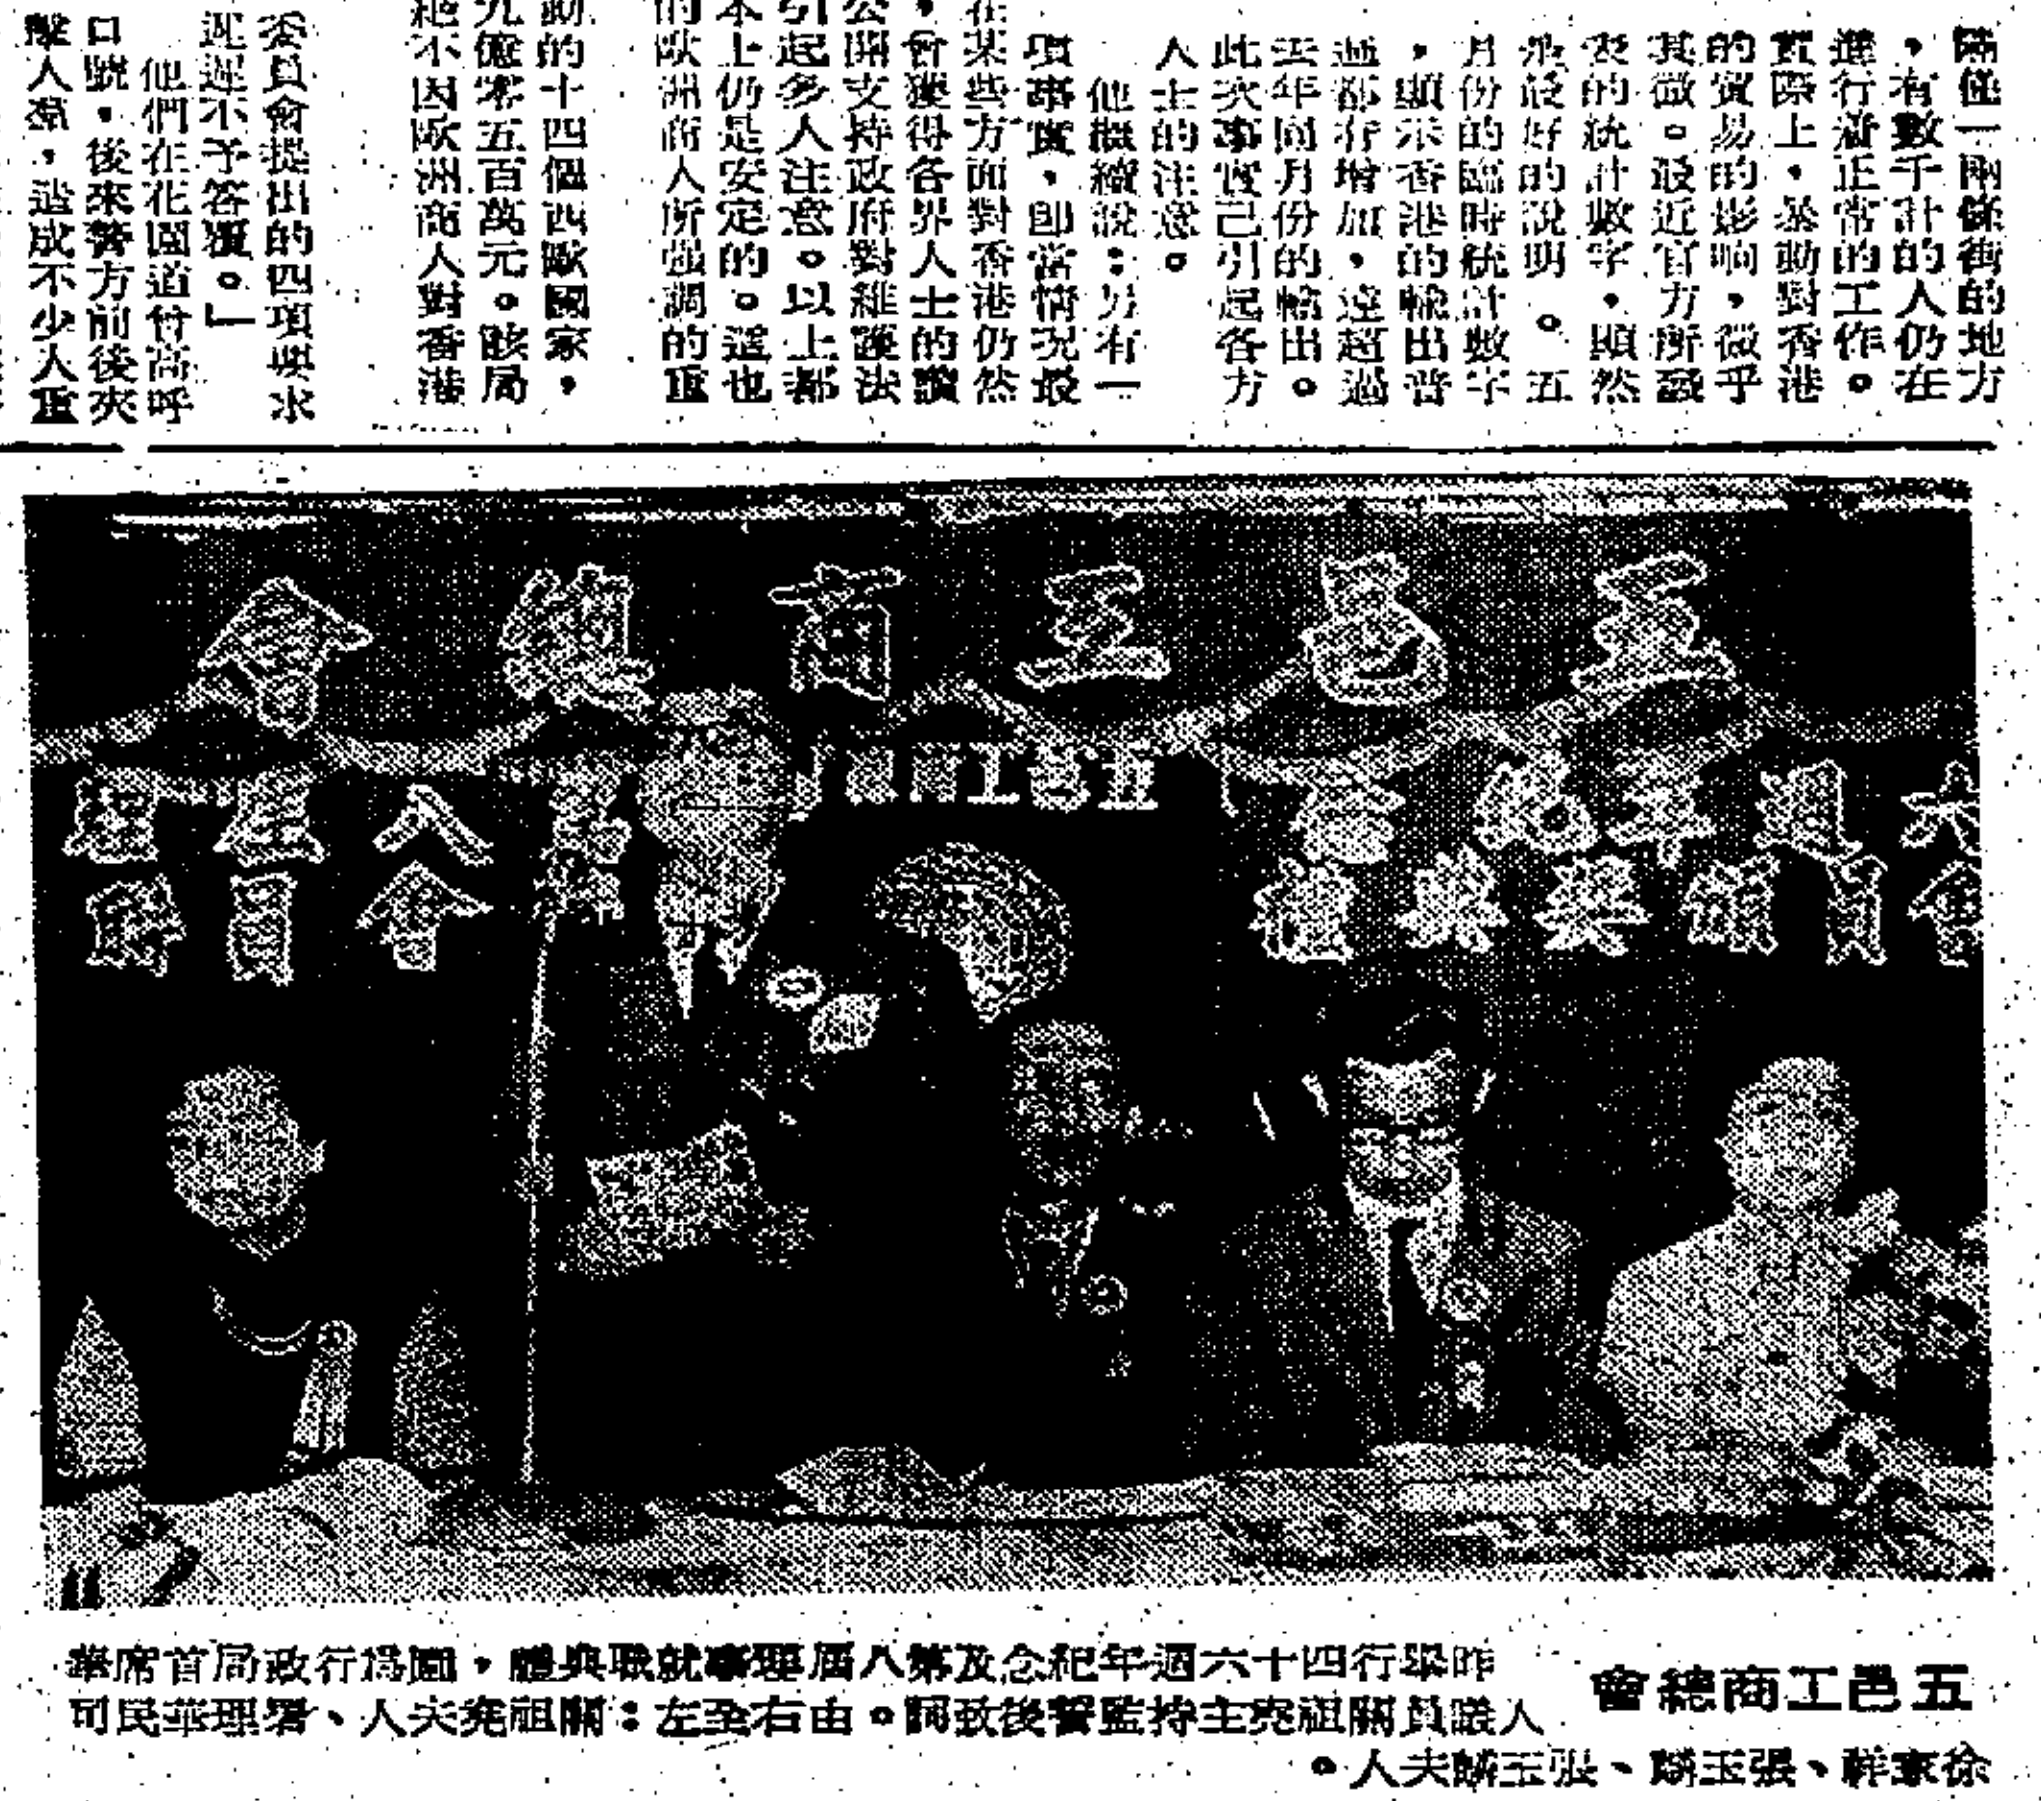 隔僅一兩條街的地方
，有數千計的人仍在
進行着正常的工作。
實際上，暴動對香港
的貿易的影响，微乎
其微。最近官方所發
表的統計數字，顯然
是最好的說明。五
月份的臨時統計數字
，顯示香港的輸出普
遍都有增加，遠超過
去年同月份的輸出。
此次事實已引起各方
人士的注意。
他繼續說：另有一
項事實，即當情況最
在某些方面對香港仍然
，會獲得各界人士的讚
公開支持政府對維護法
引起多人注意。以上都
本上仍是安定的。這也
的歐洲商人所强調的重
動的十四個西歐國家，
九億零五百萬元。該局
絕不因歐洲商人對香港
委員會提出的四項要求
遲遲不予答覆。」
他們在花園道曾高呼
口號，後來警方前後夾
擊人羣，造成不少人重
五邑工商總會
五邑工商總
六週年紀念
會員頒獎典禮
八屆理
會員聯
五邑工商總會
昨舉行四十六週年紀念及第八屆理事就職典禮，圖爲行政局首席華
人議員關祖堯主持監誓後致詞。由右至左：關祖堯夫人、署理華民司
徐家祥、張玉麟、張玉麟夫人。